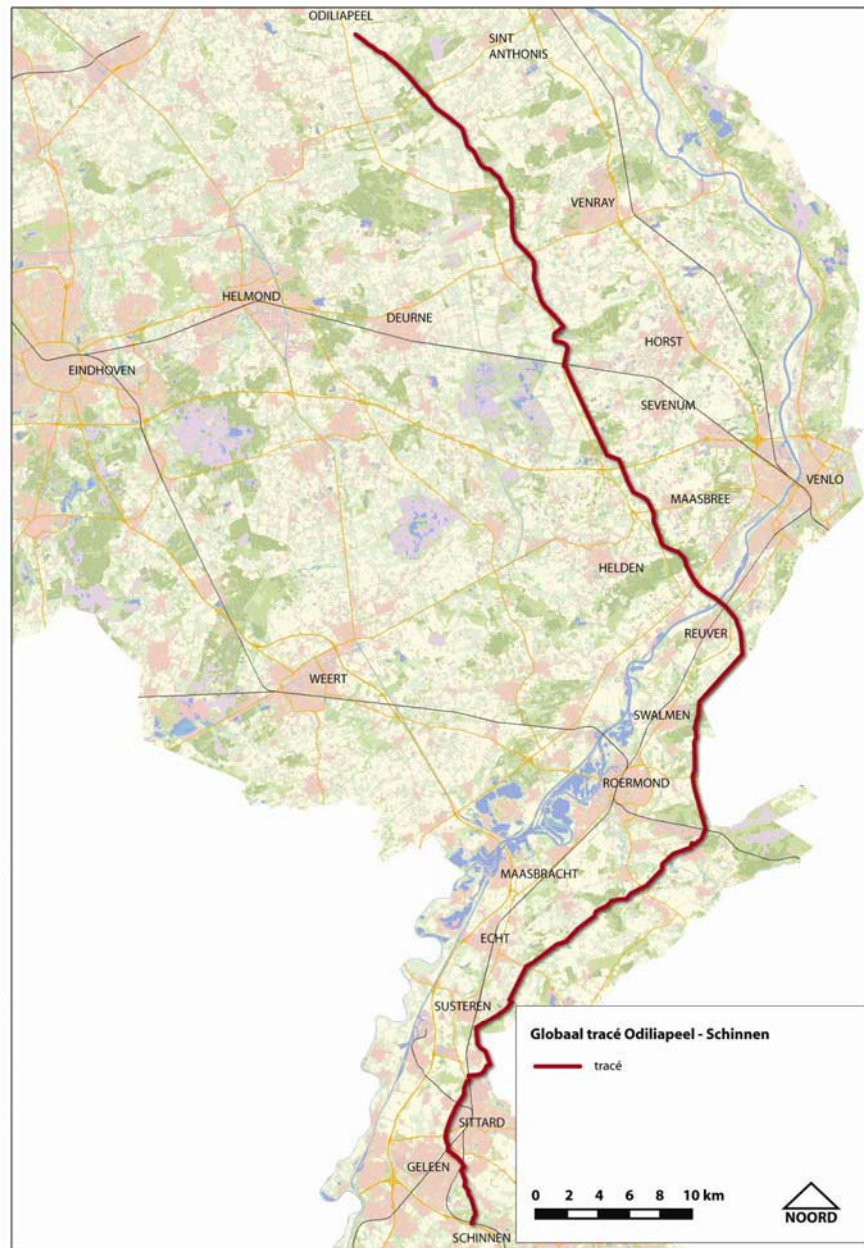 ODILIAPEEL
SINT
ANTHONIS
VENRAY
HELMOND
DEURNE
HORST
EINDHOVEN
SEVENUM
VENLO
MAASBREE
HELDEN
REUVER
WEERT
SWALMEN
ROERMOND
MAASBRACHT
ECHT
SUSTEREN
SITTARD
GELEEN
SCHINNEN
Globaal tracé Odiliapeel - Schinnen
tracé
0 2 4 6 8 10 km
NOORD